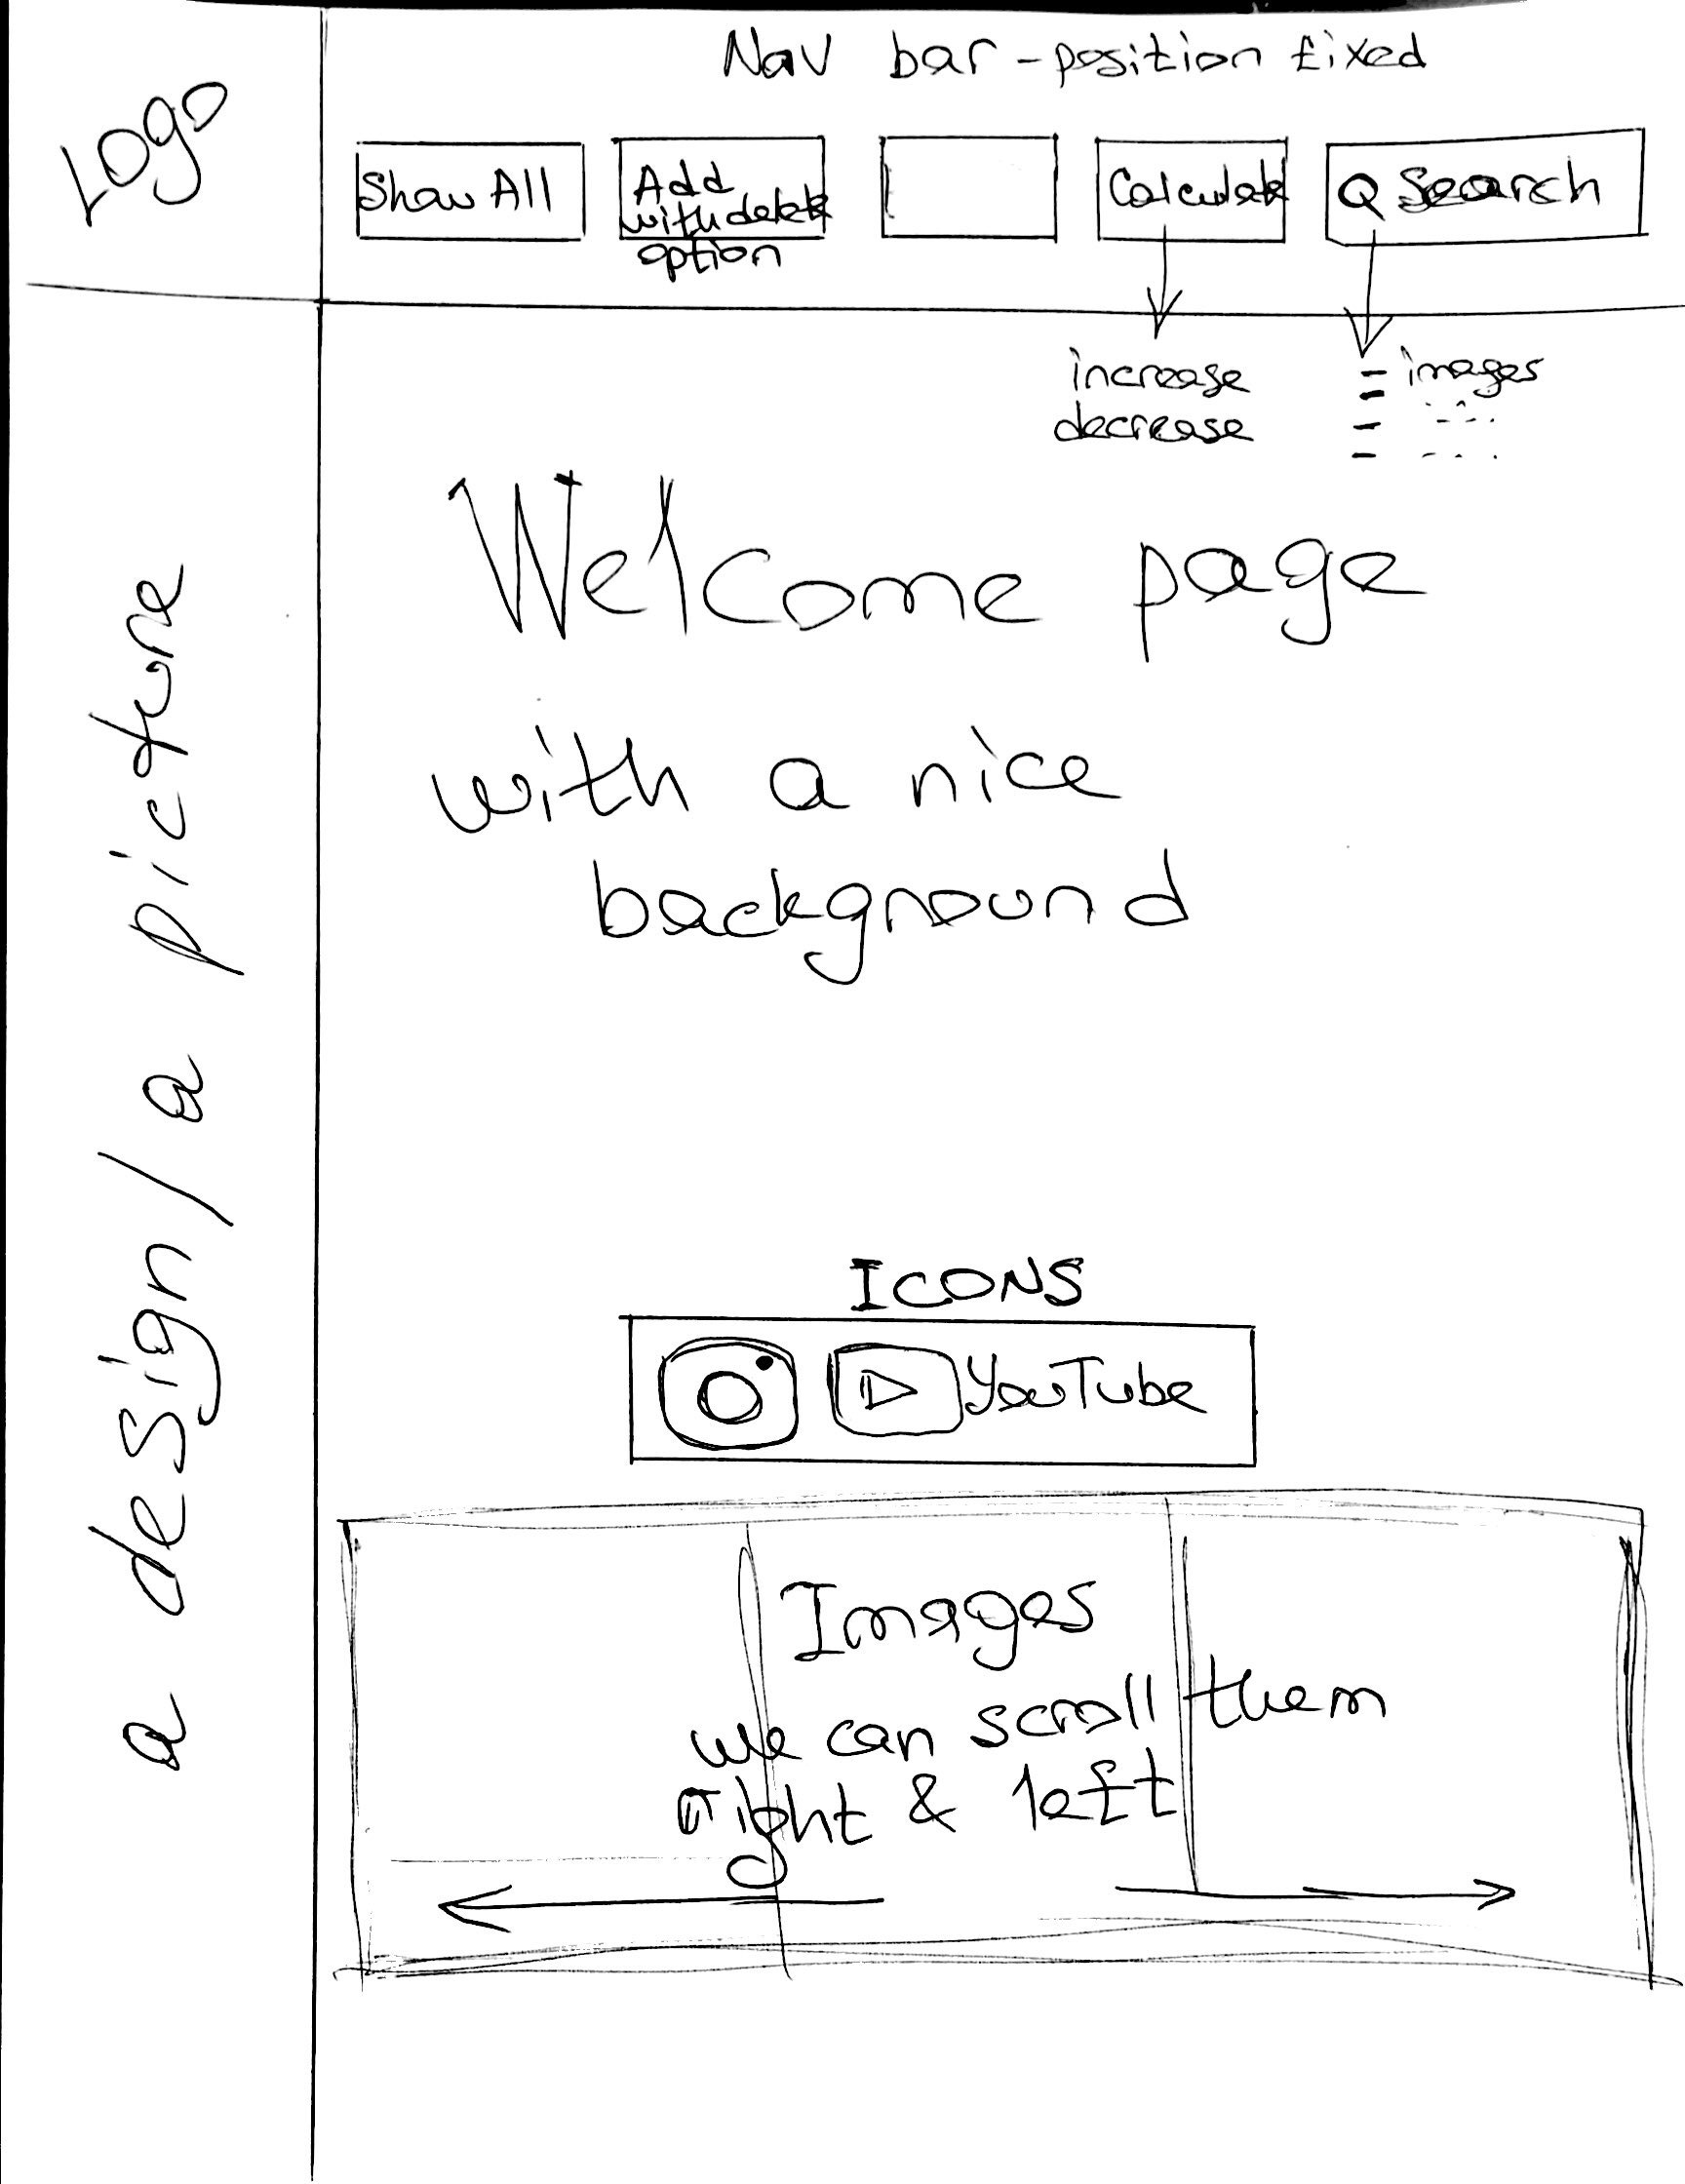 Logo
Nav bar - position fixed
Show All
Add
with delete
option
Calculate
Search
increase
decrease
- images
Welcome page
with a nice
background
a design / a picture
ICONS
YouTube
Images
we can scroll them
right & left